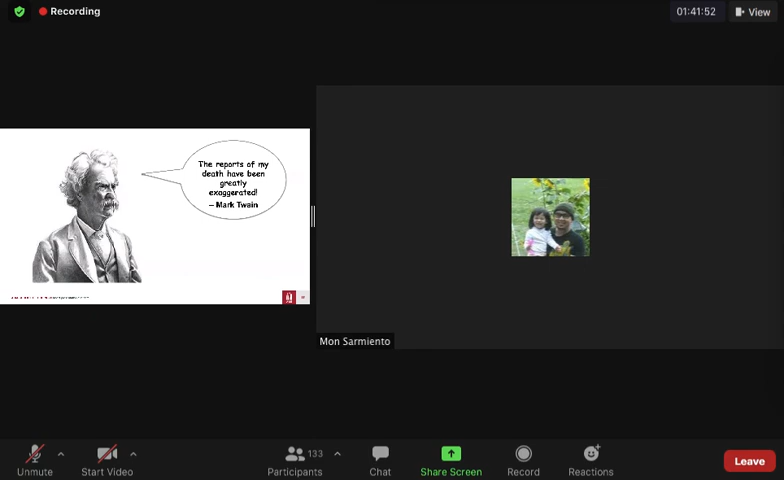 Recording
01:41:52
View
The reports of my
death have been
greatly
exaggerated!
– Mark Twain
Mon Sarmiento
133
Unmute
Start Video
Participants
Chat
Share Screen
Record
Reactions
Leave